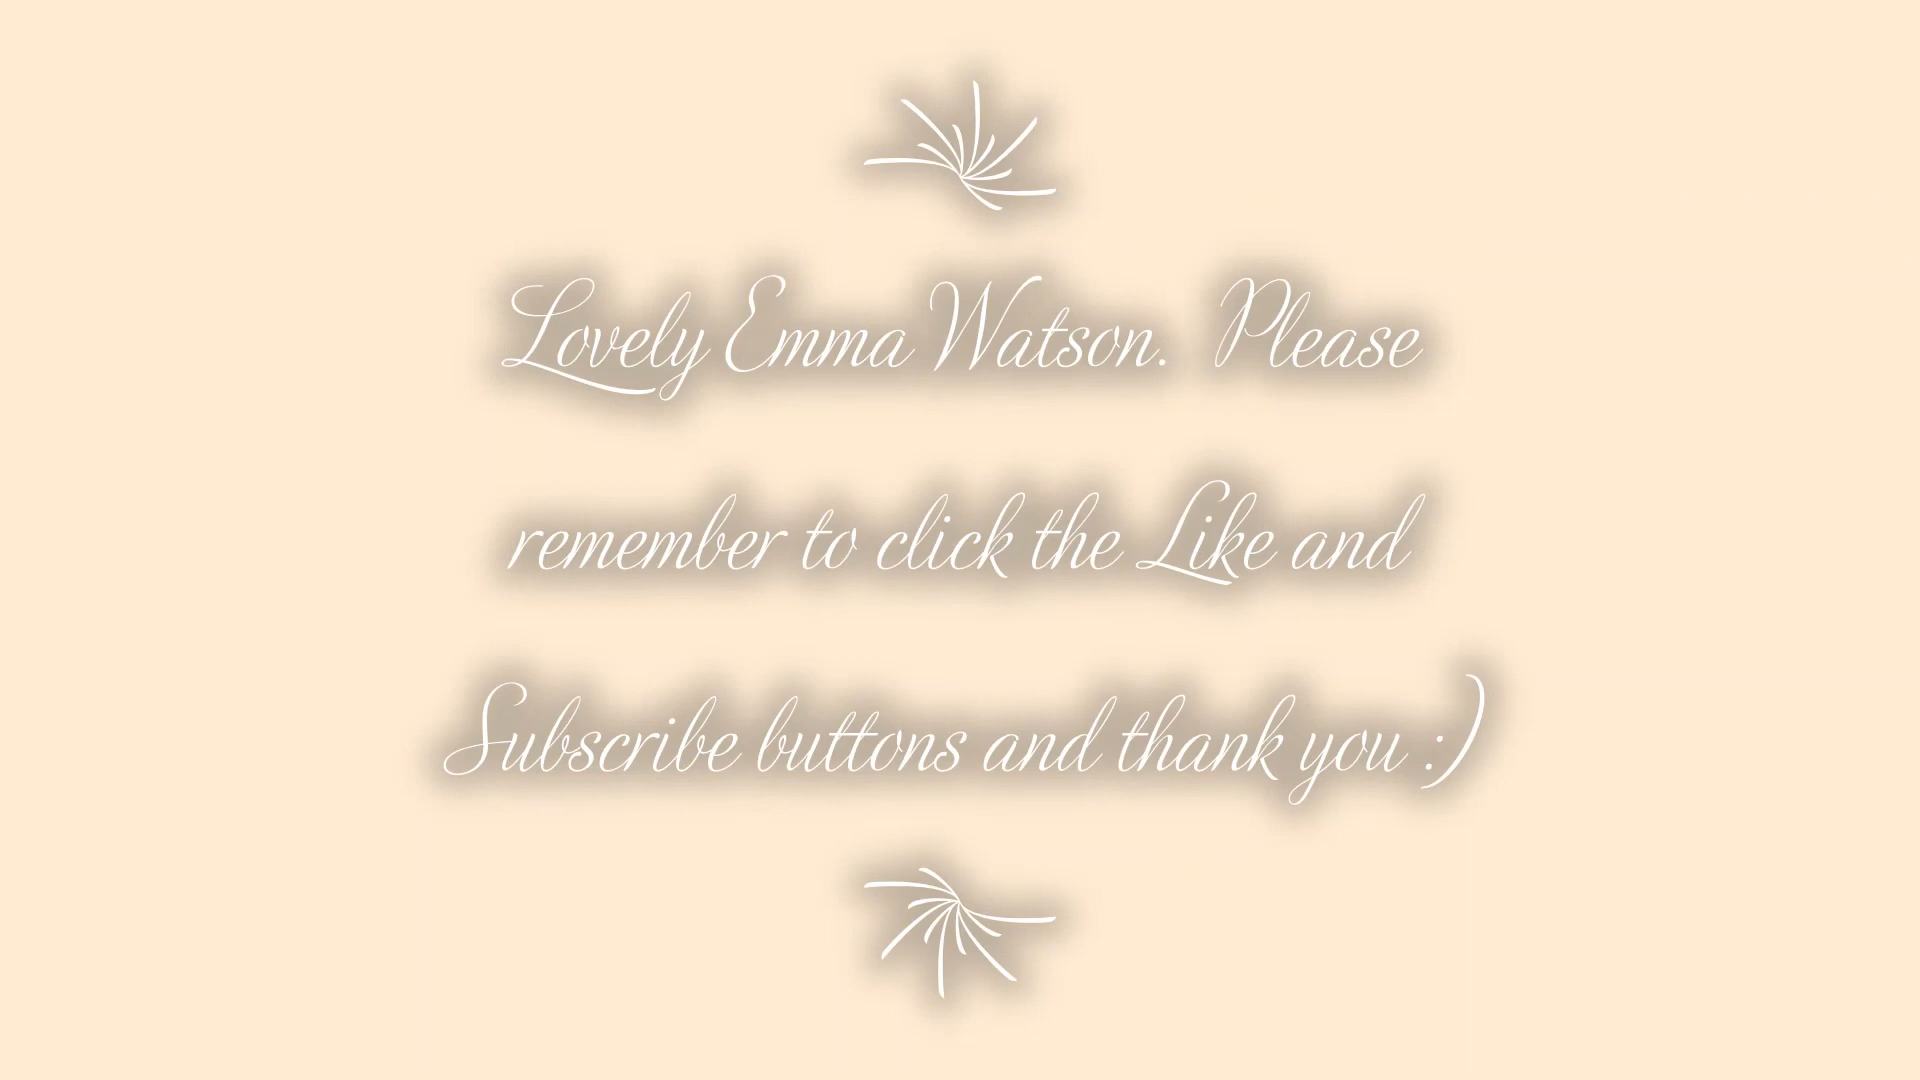 Lovely Emma Watson.  Please
remember to click the Like and
Subscribe buttons and thank you :)